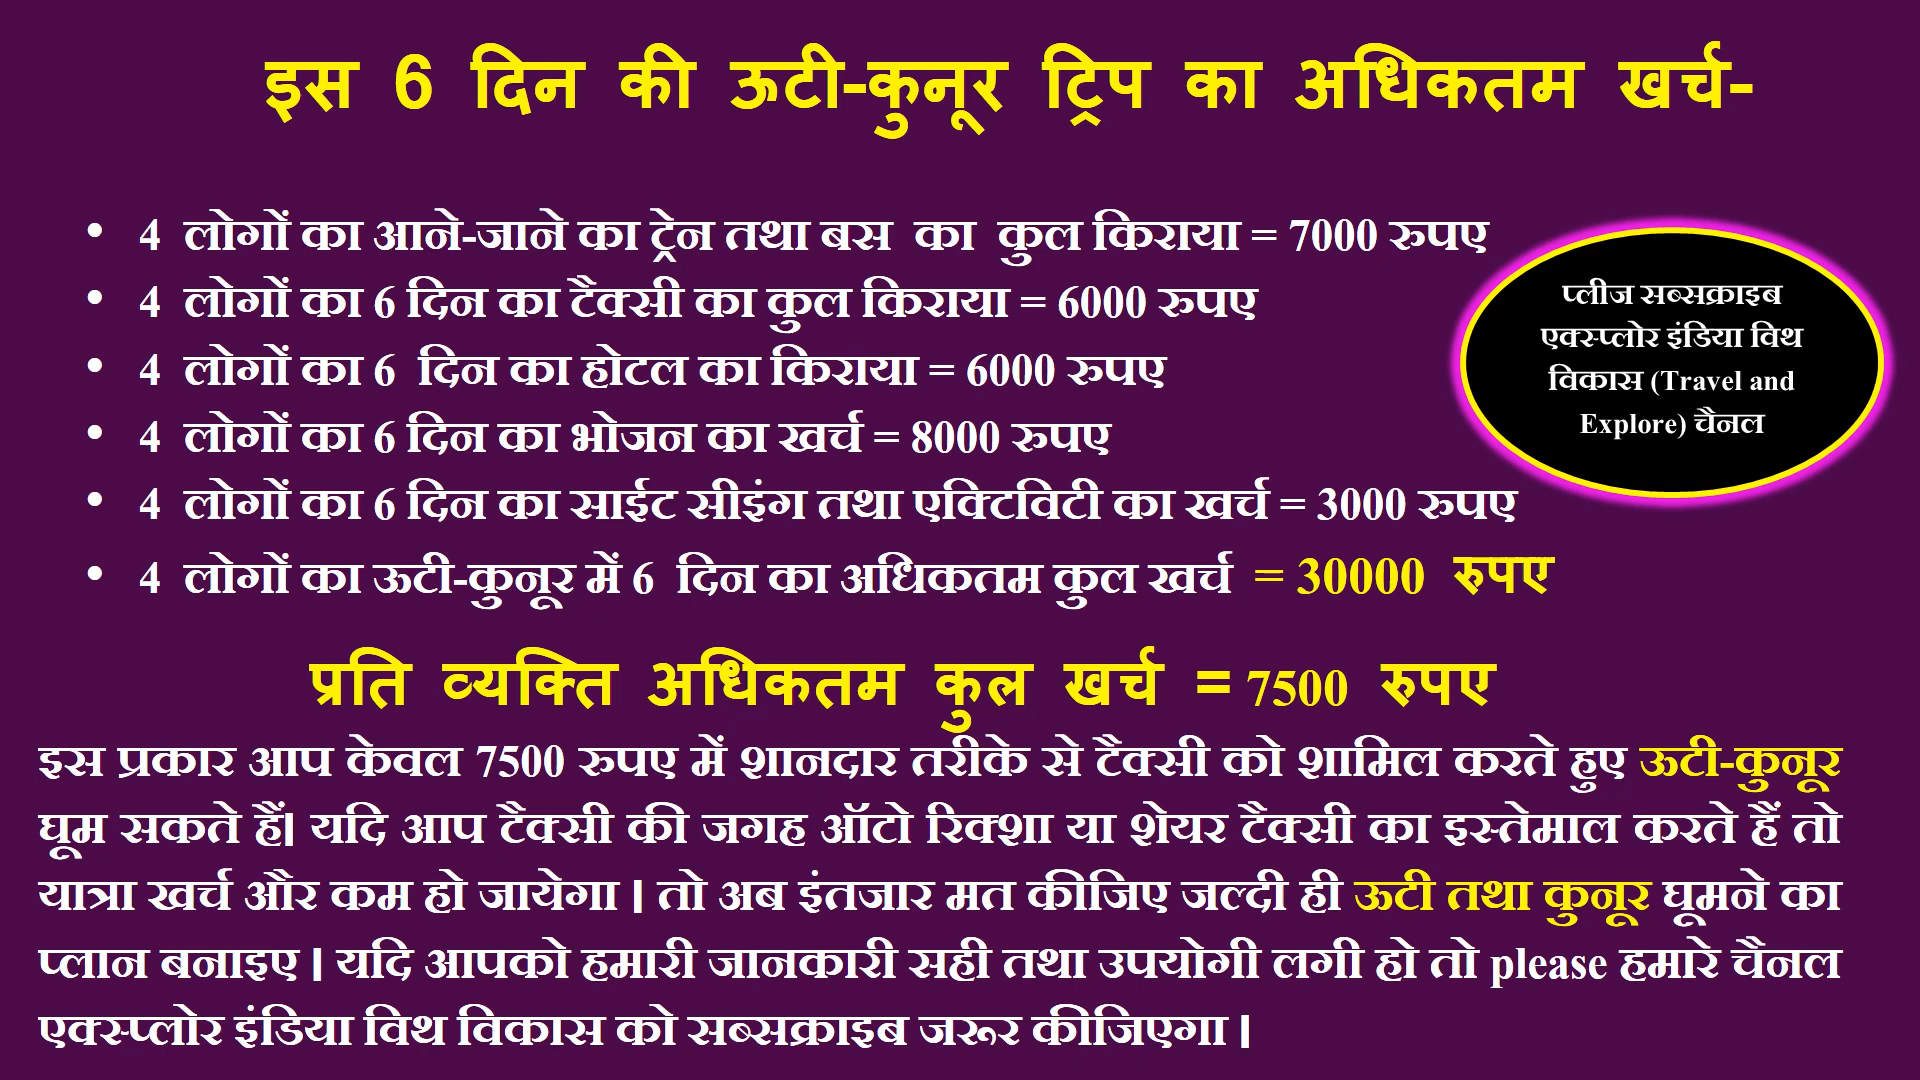 इस 6 दिन की ऊटी-कुनूर ट्रिप का अधिकतम खर्च-
• 4 लोगों का आने-जाने का ट्रेन तथा बस का कुल किराया = 7000 रुपए
• 4 लोगों का 6 दिन का टैक्सी का कुल किराया = 6000 रुपए
• 4 लोगों का 6 दिन का होटल का किराया = 6000 रुपए
• 4 लोगों का 6 दिन का भोजन का खर्च = 8000 रुपए
• 4 लोगों का 6 दिन का साईट सीइंग तथा एक्टिविटी का खर्च = 3000 रुपए
• 4 लोगों का ऊटी-कुनूर में 6 दिन का अधिकतम कुल खर्च = 30000 रुपए
प्लीज सब्सक्राइब
एक्स्प्लोर इंडिया विथ
विकास (Travel and
Explore) चैनल
प्रति व्यक्ति अधिकतम कुल खर्च = 7500 रुपए
इस प्रकार आप केवल 7500 रुपए में शानदार तरीके से टैक्सी को शामिल करते हुए ऊटी-कुनूर
घूम सकते हैं। यदि आप टैक्सी की जगह ऑटो रिक्शा या शेयर टैक्सी का इस्तेमाल करते हैं तो
यात्रा खर्च और कम हो जायेगा । तो अब इंतजार मत कीजिए जल्दी ही ऊटी तथा कुनूर घूमने का
प्लान बनाइए । यदि आपको हमारी जानकारी सही तथा उपयोगी लगी हो तो please हमारे चैनल
एक्स्प्लोर इंडिया विथ विकास को सब्सक्राइब जरूर कीजिएगा ।